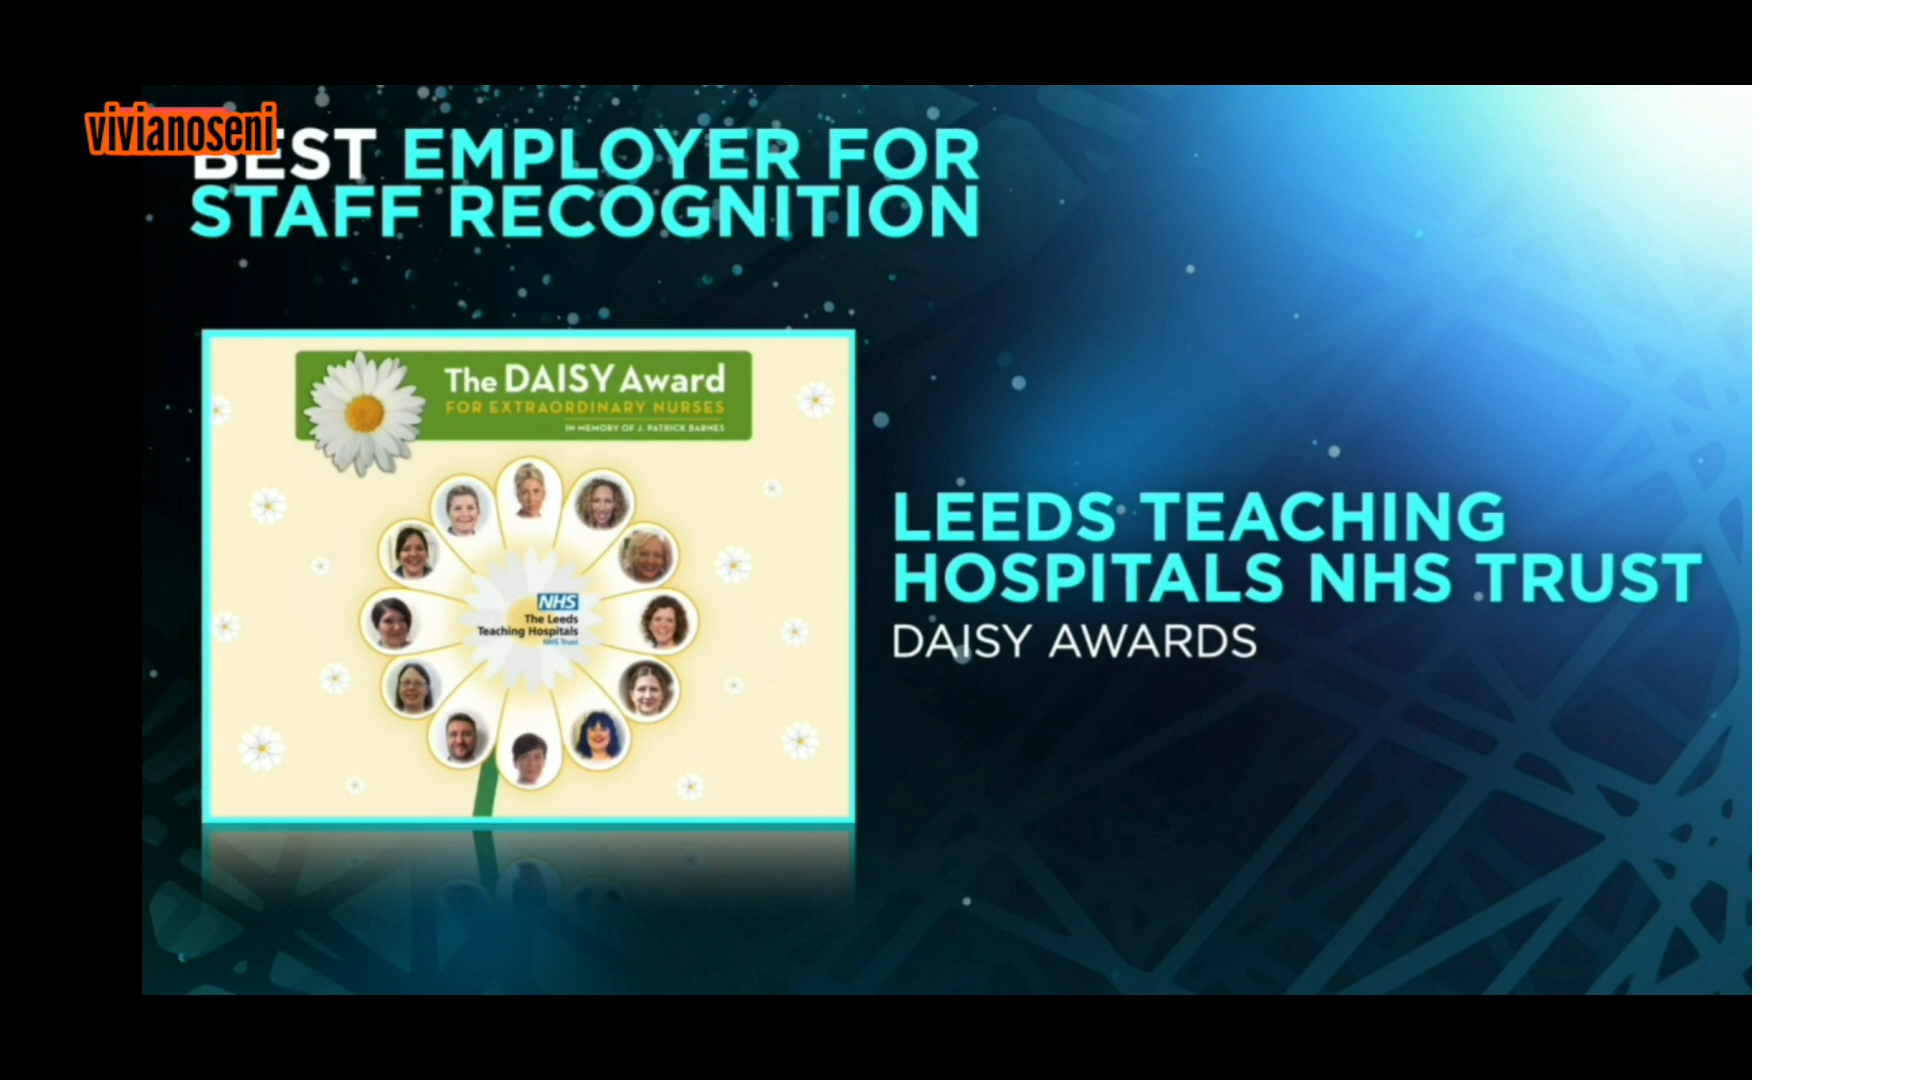 vivianoseni
BEST EMPLOYER FOR
STAFF RECOGNITION
The DAISY Award
FOR EXTRAORDINARY NURSES
IN MEMORY OF J. PATRICK BARNES
NHS
The Leeds
Teaching Hospitals
NHS Trust
LEEDS TEACHING
HOSPITALS NHS TRUST
DAISY AWARDS